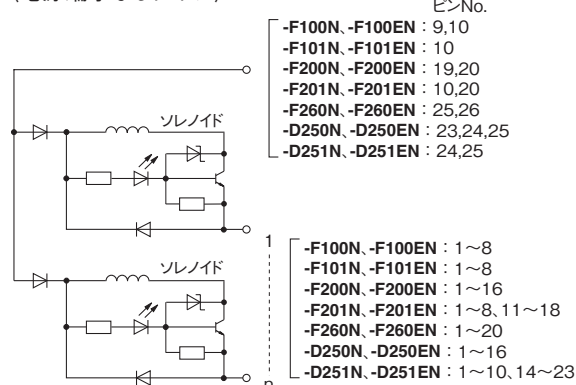 ピンNo.
-F100N、-F100EN：9,10
-F101N、-F101EN：10
-F200N、-F200EN：19,20
-F201N、-F201EN：10,20
-F260N、-F260EN：25,26
-D250N、-D250EN：23,24,25
-D251N、-D251EN：24,25
ソレノイド
1
-F100N、-F100EN：1～8
-F101N、-F101EN：1～8
-F200N、-F200EN：1～16
-F201N、-F201EN：1～8、11～18
-F260N、-F260EN：1～20
-D250N、-D250EN：1～16
-D251N、-D251EN：1～10、14～23
ソレノイド
n